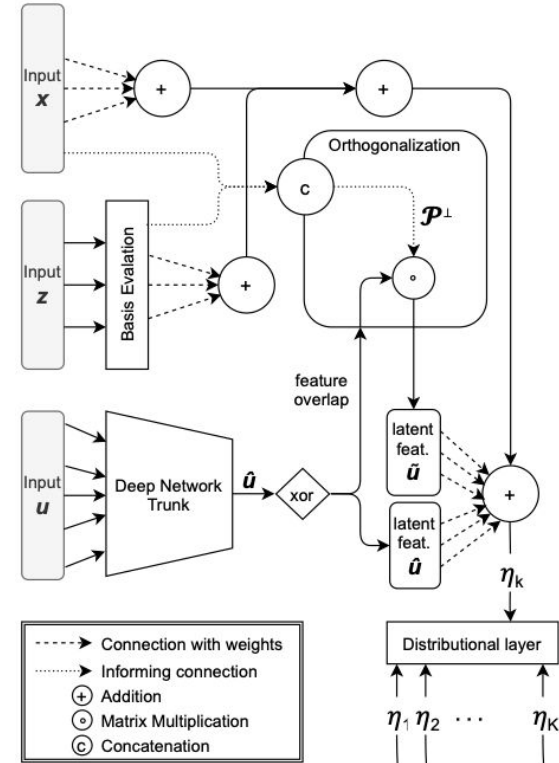 Input
x
+
+
Orthogonalization
c
𝒫⊥
Input
z
Basis Evalation
+
∘
feature
overlap
Input
u
Deep Network
Trunk
û
xor
latent
feat.
ũ
latent
feat.
û
+
ηk
Connection with weights
Informing connection
+ Addition
∘ Matrix Multiplication
c Concatenation
Distributional layer
η1 η2 ··· ηK